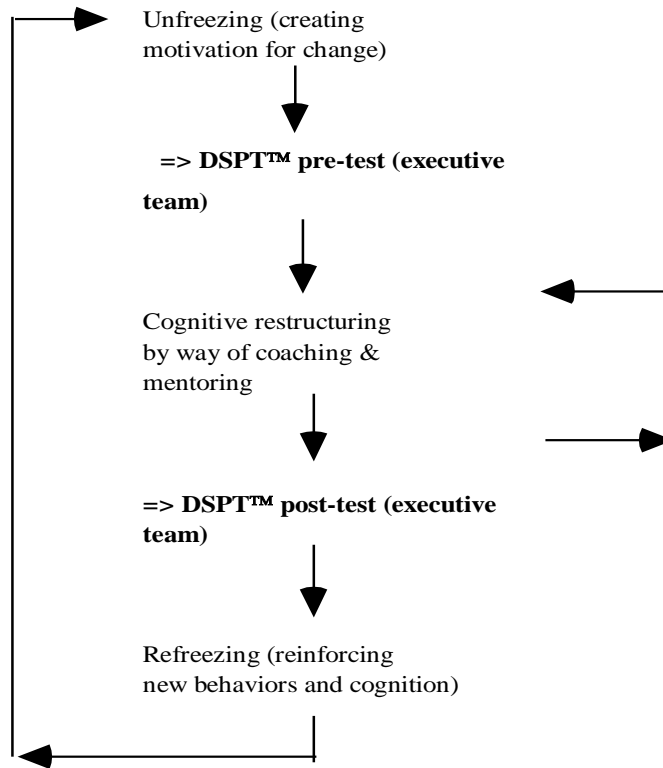 Unfreezing (creating
motivation for change)
=> DSPT™ pre-test (executive
team)
Cognitive restructuring
by way of coaching &
mentoring
=> DSPT™ post-test (executive
team)
Refreezing (reinforcing
new behaviors and cognition)